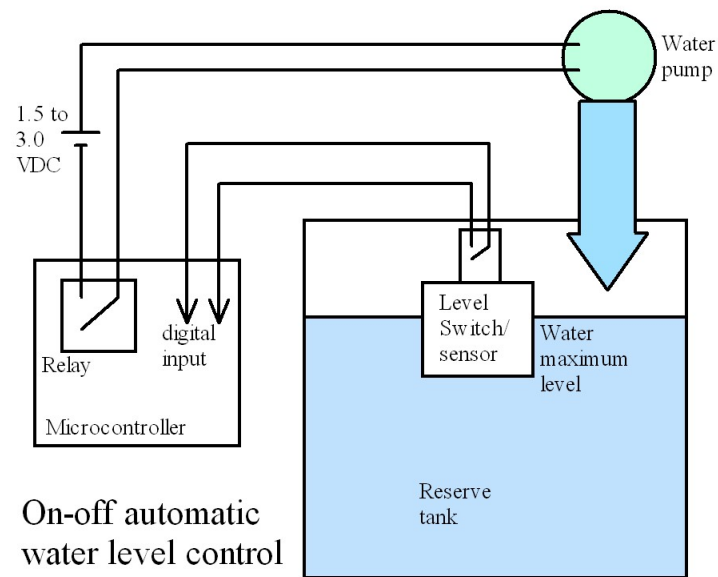 Water
pump
1.5 to
3.0
VDC
Level
Switch/
sensor
Water
maximum
level
digital
input
Relay
Microcontroller
Reserve
tank
On-off automatic
water level control